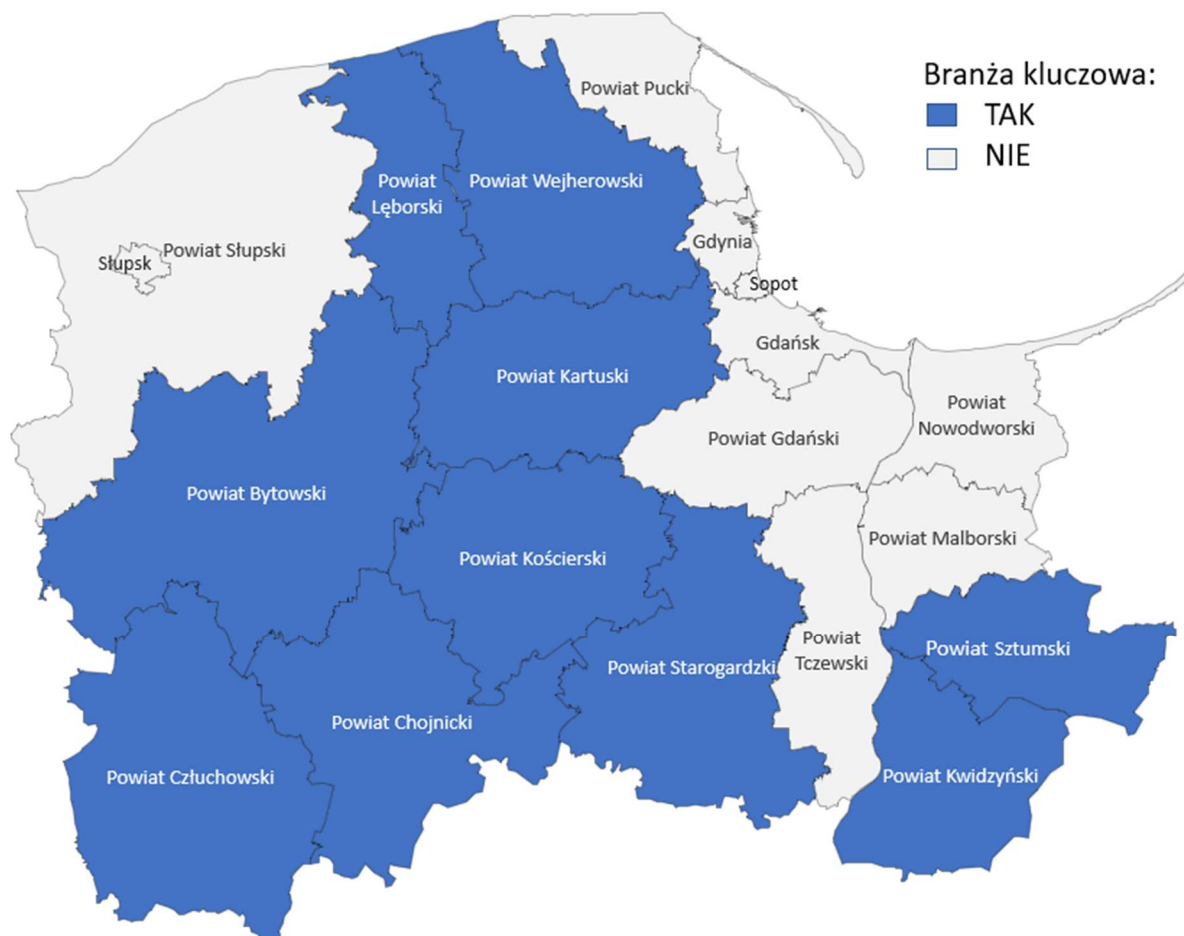 Branża kluczowa:
TAK
NIE
Powiat Pucki
Powiat
Lęborski
Powiat Wejherowski
Słupsk
Powiat Słupski
Gdynia
Sopot
Gdańsk
Powiat Kartuski
Powiat Gdański
Powiat
Nowodworski
Powiat Bytowski
Powiat Kościerski
Powiat Malborski
Powiat Starogardzki
Powiat
Tczewski
Powiat Sztumski
Powiat Chojnicki
Powiat Człuchowski
Powiat Kwidzyński